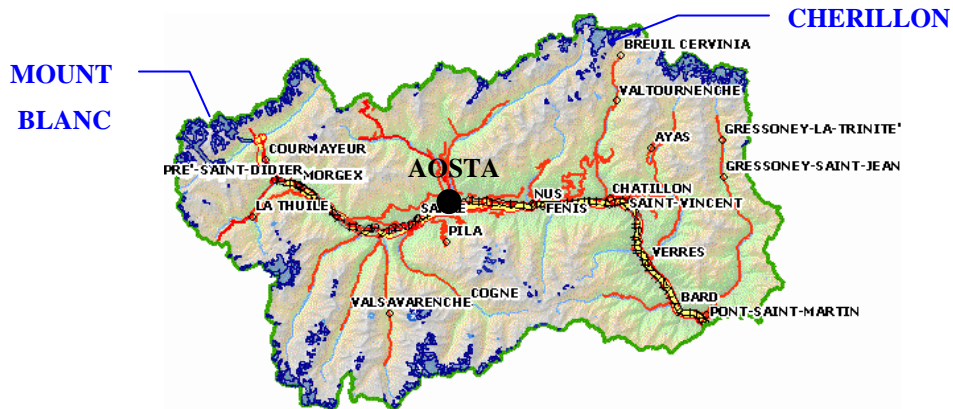 CHERILLON
BREUIL CERVINIA
MOUNT
BLANC
VALTOURNENCHE
AYAS
GRESSONEY-LA-TRINITE'
COURMAYEUR
PRE'-SAINT-DIDIER
MORGEX
AOSTA
GRESSONEY-SAINT-JEAN
LA THUILE
NUS
CHATILLON
FENIS
SAINT-VINCENT
PILA
VERRES
VALSAVARENCHE
COGNE
BARD
PONT-SAINT-MARTIN